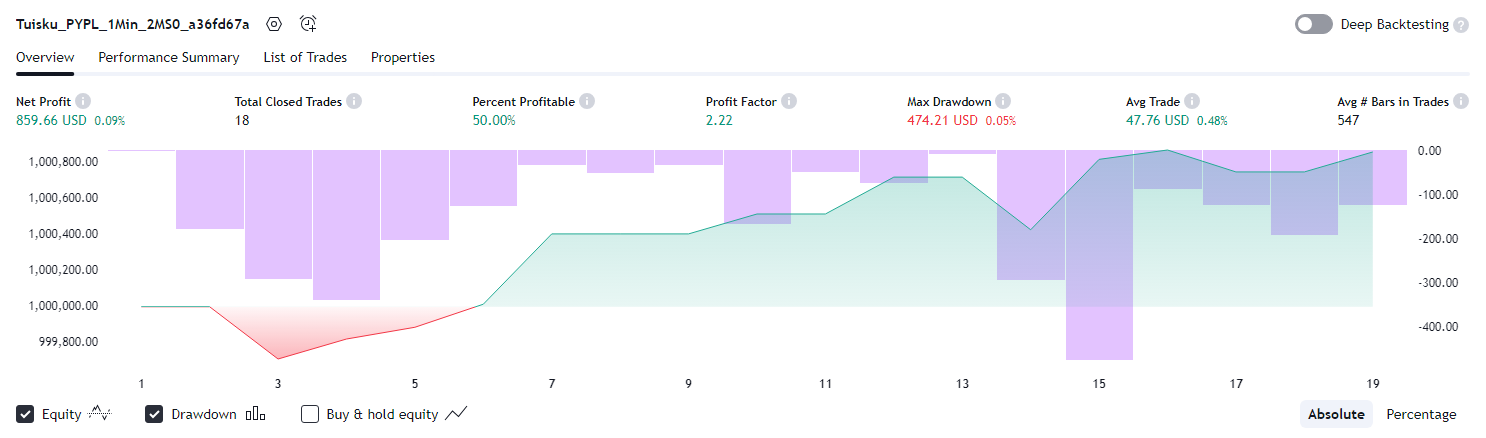 Tuisku_PYPL_1Min_2MS0_a36fd67a
Deep Backtesting ?
Overview Performance Summary List of Trades Properties
Net Profit i Total Closed Trades i Percent Profitable i Profit Factor i Max Drawdown i Avg Trade i Avg # Bars in Trades i
859.66 USD 0.09% 18 50.00% 2.22 474.21 USD 0.05% 47.76 USD 0.48% 547
1,000,800.00
1,000,600.00
1,000,400.00
1,000,200.00
1,000,000.00
999,800.00
0.00
-100.00
-200.00
-300.00
-400.00
1 3 5 7 9 11 13 15 17 19
Equity Drawdown Buy & hold equity Absolute Percentage